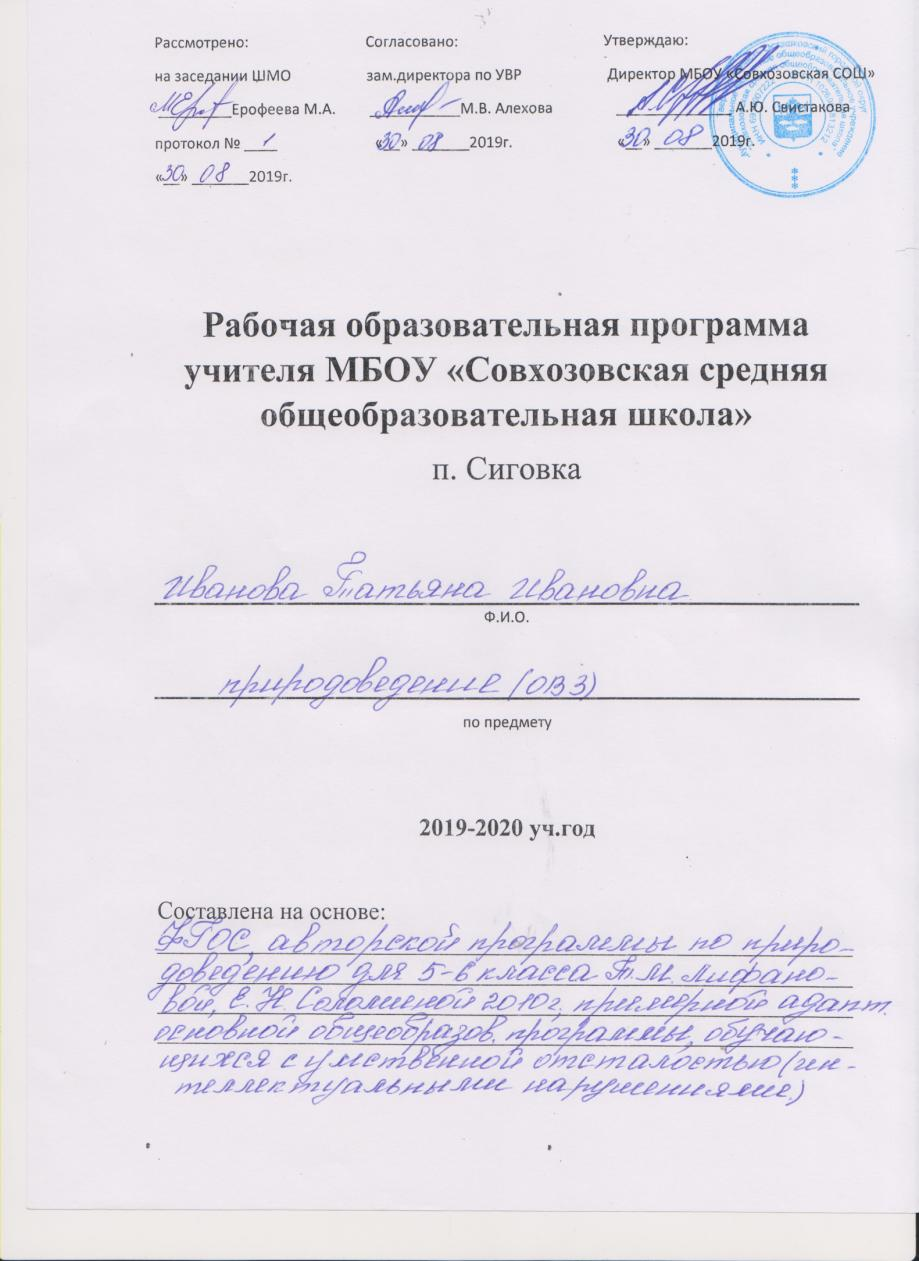 Рассмотрено:
на заседании ШМО
________Ерофеева М.А.
протокол № 1
«30» 08 2019г.
Согласовано:
зам.директора по УВР
________М.В. Алехова
«30» 08 2019г.
Утверждаю:
Директор МБОУ «Совхозовская СОШ»
________А.Ю. Свистакова
«30» 08 2019г.
Рабочая образовательная программа
учителя МБОУ «Совхозовская средняя
общеобразовательная школа»
п. Сиговка
Иванова Татьяна Ивановна
Ф.И.О.
природоведение (ОВЗ)
по предмету
2019-2020 уч.год
Составлена на основе:
ФГОС, авторской программы по приро-
доведению для 5-6 класса Т.М. Лифано-
вой, Е.Н. Соломиной 2010г, примерной адапт.
основной общеобразов. программы, обучаю-
щихся с умственной отсталостью (ин-
теллектуальными нарушениями.)